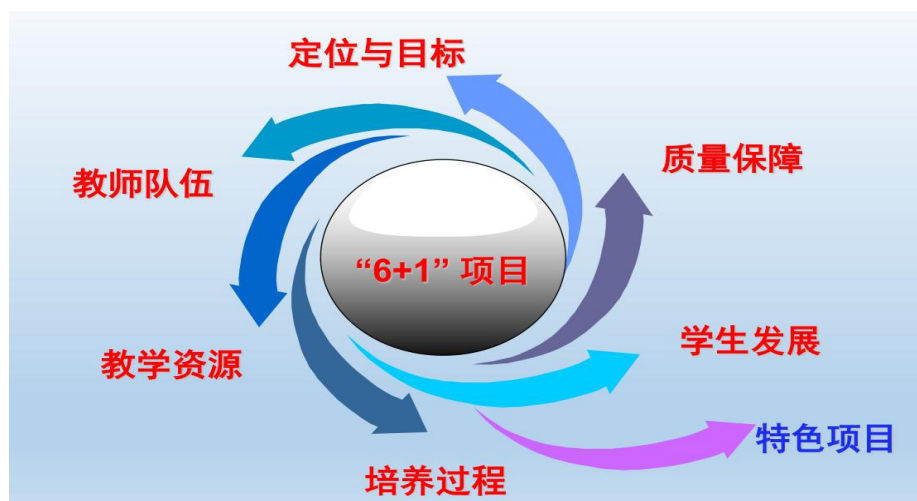 定位与目标
质量保障
教师队伍
“6+1” 项目
学生发展
教学资源
特色项目
培养过程